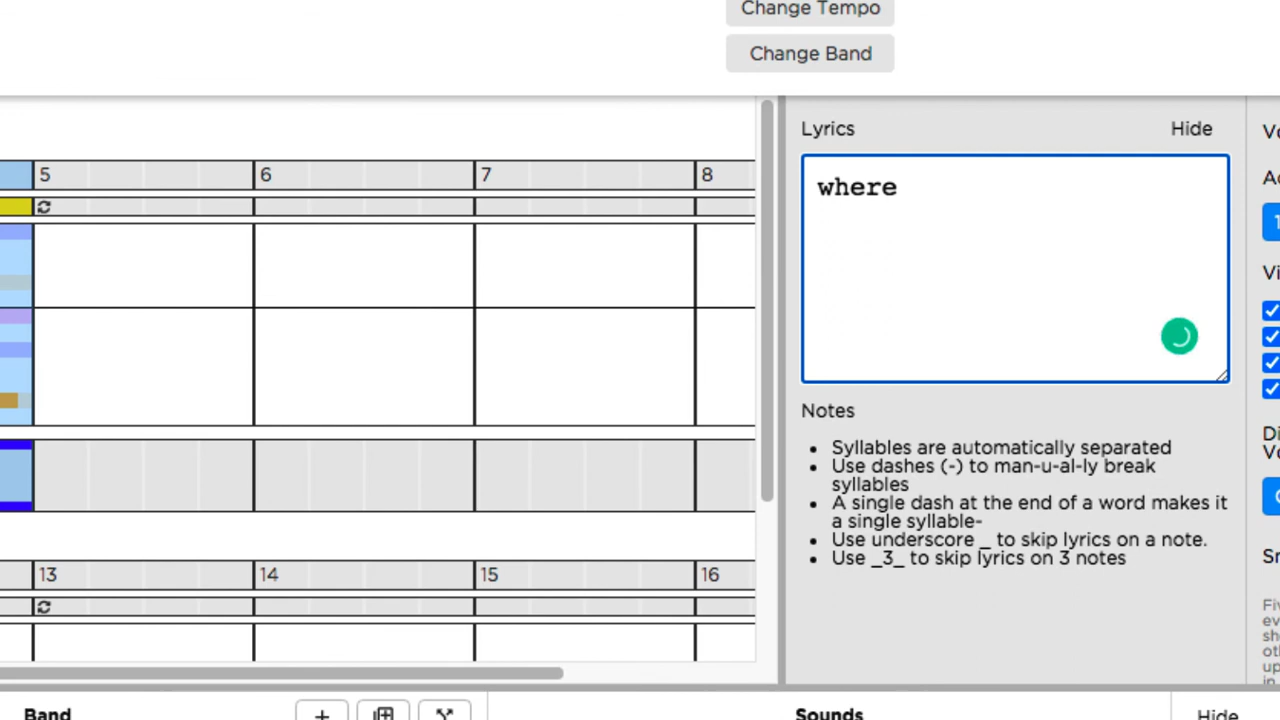 Change Tempo
Change Band
Lyrics
Hide
5
6
7
8
where
Notes
Syllables are automatically separated
Use dashes (-) to man-u-al-ly break
syllables
A single dash at the end of a word makes it
a single syllable-
Use underscore _ to skip lyrics on a note.
Use _3_ to skip lyrics on 3 notes
13
14
15
16
Band
Sounds
Hide